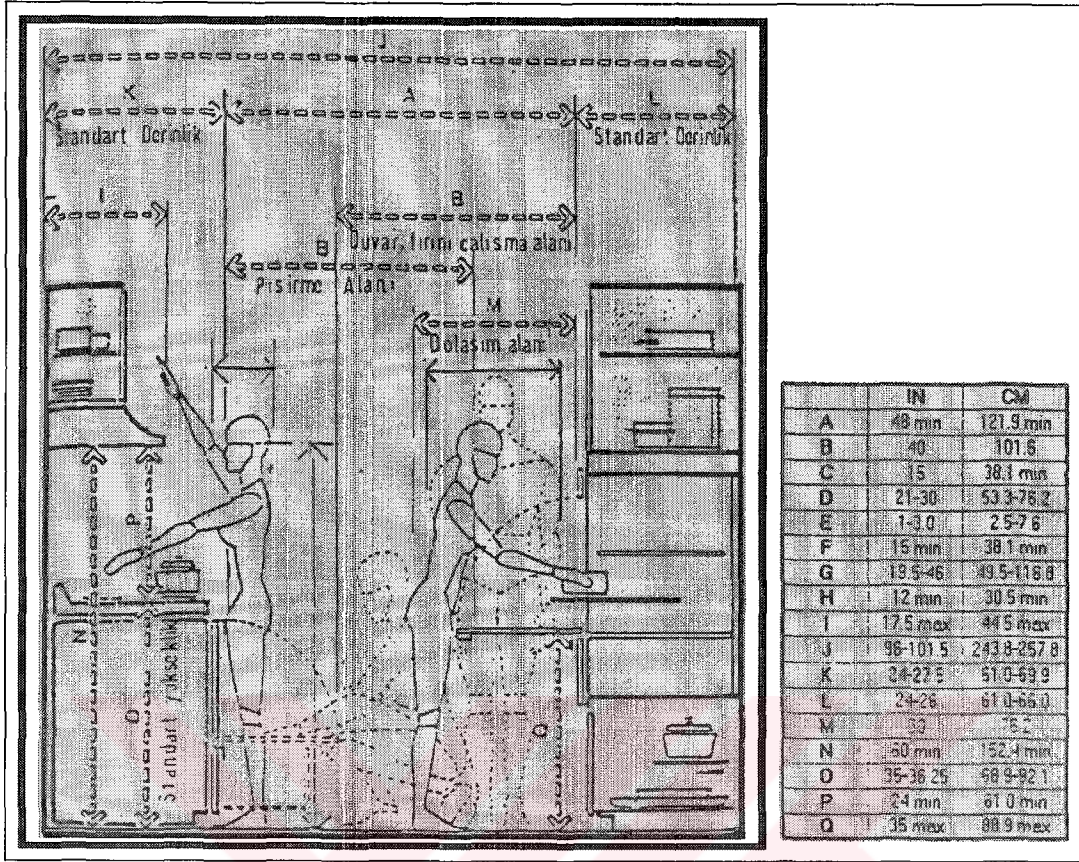 J
K A L
Standart Derinlik Standart Derinlik
I B
Duvar, fırını çalışma alanı
B
Pişirme Alanı
M
Dolaşım alanı
P
N
O
Standart yükseklik
Q
IN CM
A 48 min 121.9 min
B 40 101.6
C 15 38.1 min
D 21-30 53.3-76.2
E 1-3.0 2.5-7.6
F 15 min 38.1 min
G 19.5-46 49.5-116.8
H 12 min 30.5 min
I 17.5 max 44.5 max
J 96-101.5 243.8-257.8
K 24-27.5 61.0-69.9
L 24-26 61.0-66.0
M 30 76.2
N 60 min 152.4 min
O 35-36.25 88.9-92.1
P 24 min 61.0 min
Q 35 max 88.9 max